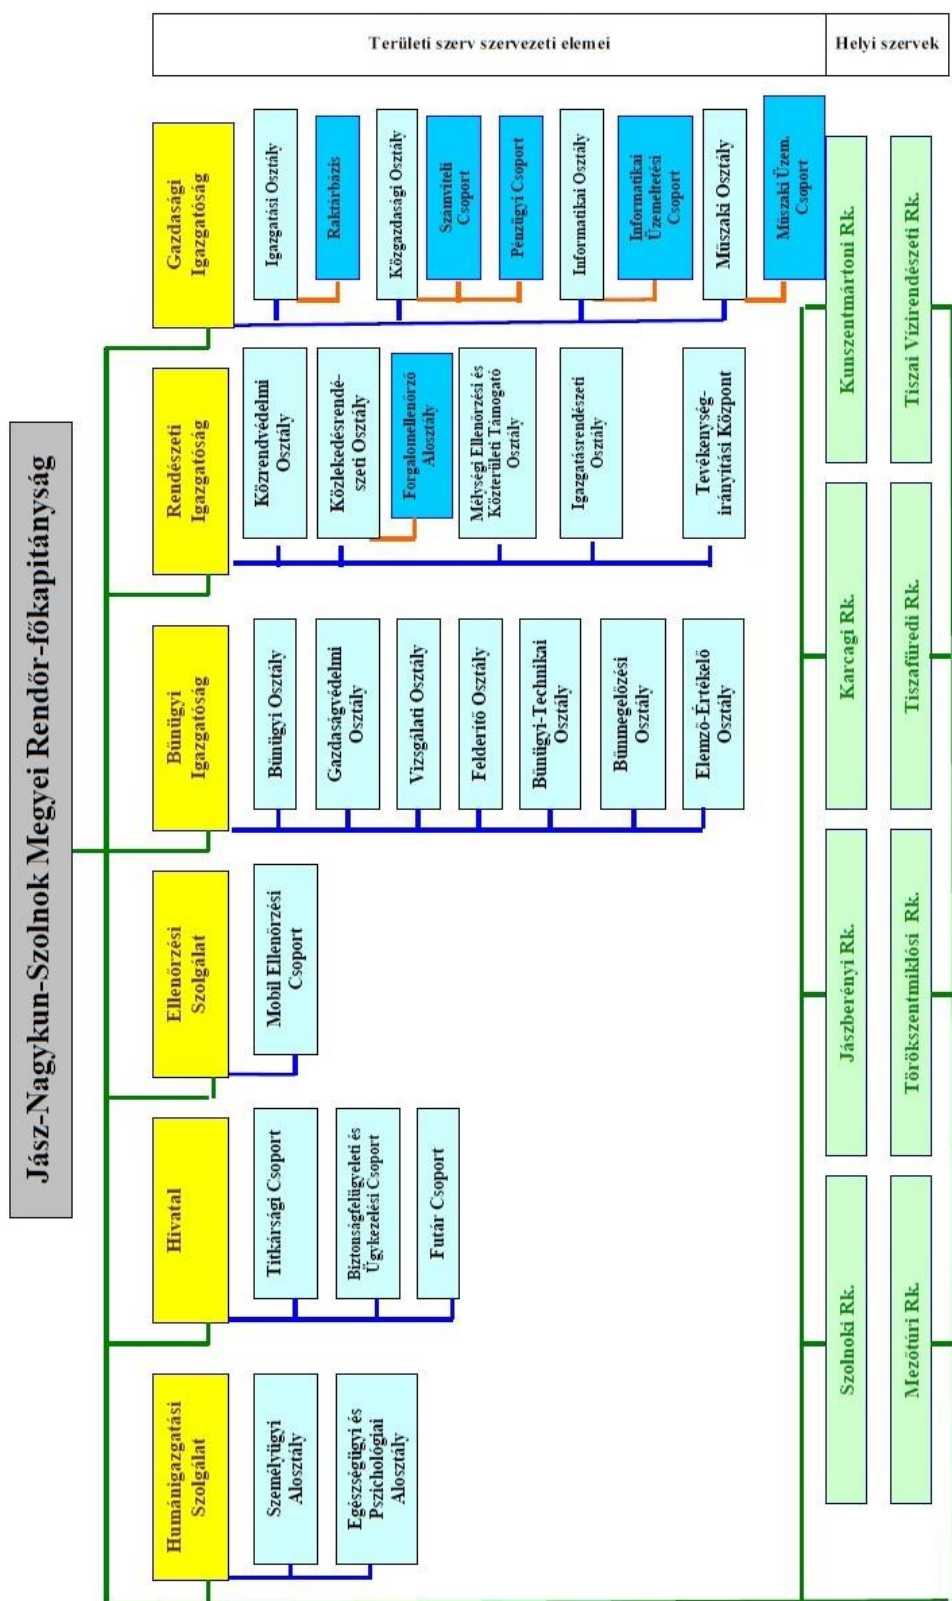 Jász-Nagykun-Szolnok Megyei Rendőr-főkapitányság
Területi szerv szervezeti elemei
Humánigazgatási
Szolgálat
Személyügyi
Alosztály
Egészségügyi és
Pszichológiai
Alosztály
Hivatal
Titkársági Csoport
Biztonságfelügyeleti és
Ügykezelési Csoport
Futár Csoport
Ellenőrzési
Szolgálat
Mobil Ellenőrzési
Csoport
Bűnügyi
Igazgatóság
Bűnügyi Osztály
Gazdaságvédelmi
Osztály
Vizsgálati Osztály
Felderítő Osztály
Bűnügyi-Technikai
Osztály
Bűnmegelőzési
Osztály
Elemző-Értékelő
Osztály
Rendészeti
Igazgatóság
Közrendvédelmi
Osztály
Közlekedésrendé-
szeti Osztály
Forgalomellenőrző
Alosztály
Mélységi Ellenőrzési és
Közterületi Támogató
Osztály
Igazgatásrendészeti
Osztály
Tevékenység-
irányítási Központ
Gazdasági
Igazgatóság
Igazgatási Osztály
Raktárbázis
Közgazdasági Osztály
Számviteli
Csoport
Pénzügyi Csoport
Informatikai Osztály
Informatikai
Üzemeltetési
Csoport
Műszaki Osztály
Műszaki Üzem.
Csoport
Helyi szervek
Szolnoki Rk.
Jászberényi Rk.
Karcagi Rk.
Kunszentmártoni Rk.
Mezőtúri Rk.
Törökszentmiklósi Rk.
Tiszafüredi Rk.
Tiszai Vízirendészeti Rk.